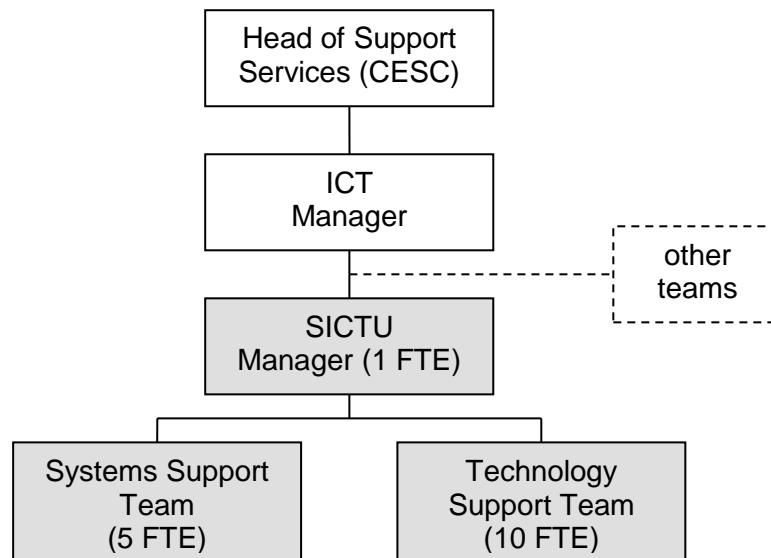 Head of Support
Services (CESC)
ICT
Manager
other
teams
SICTU
Manager (1 FTE)
Systems Support
Team
(5 FTE)
Technology
Support Team
(10 FTE)